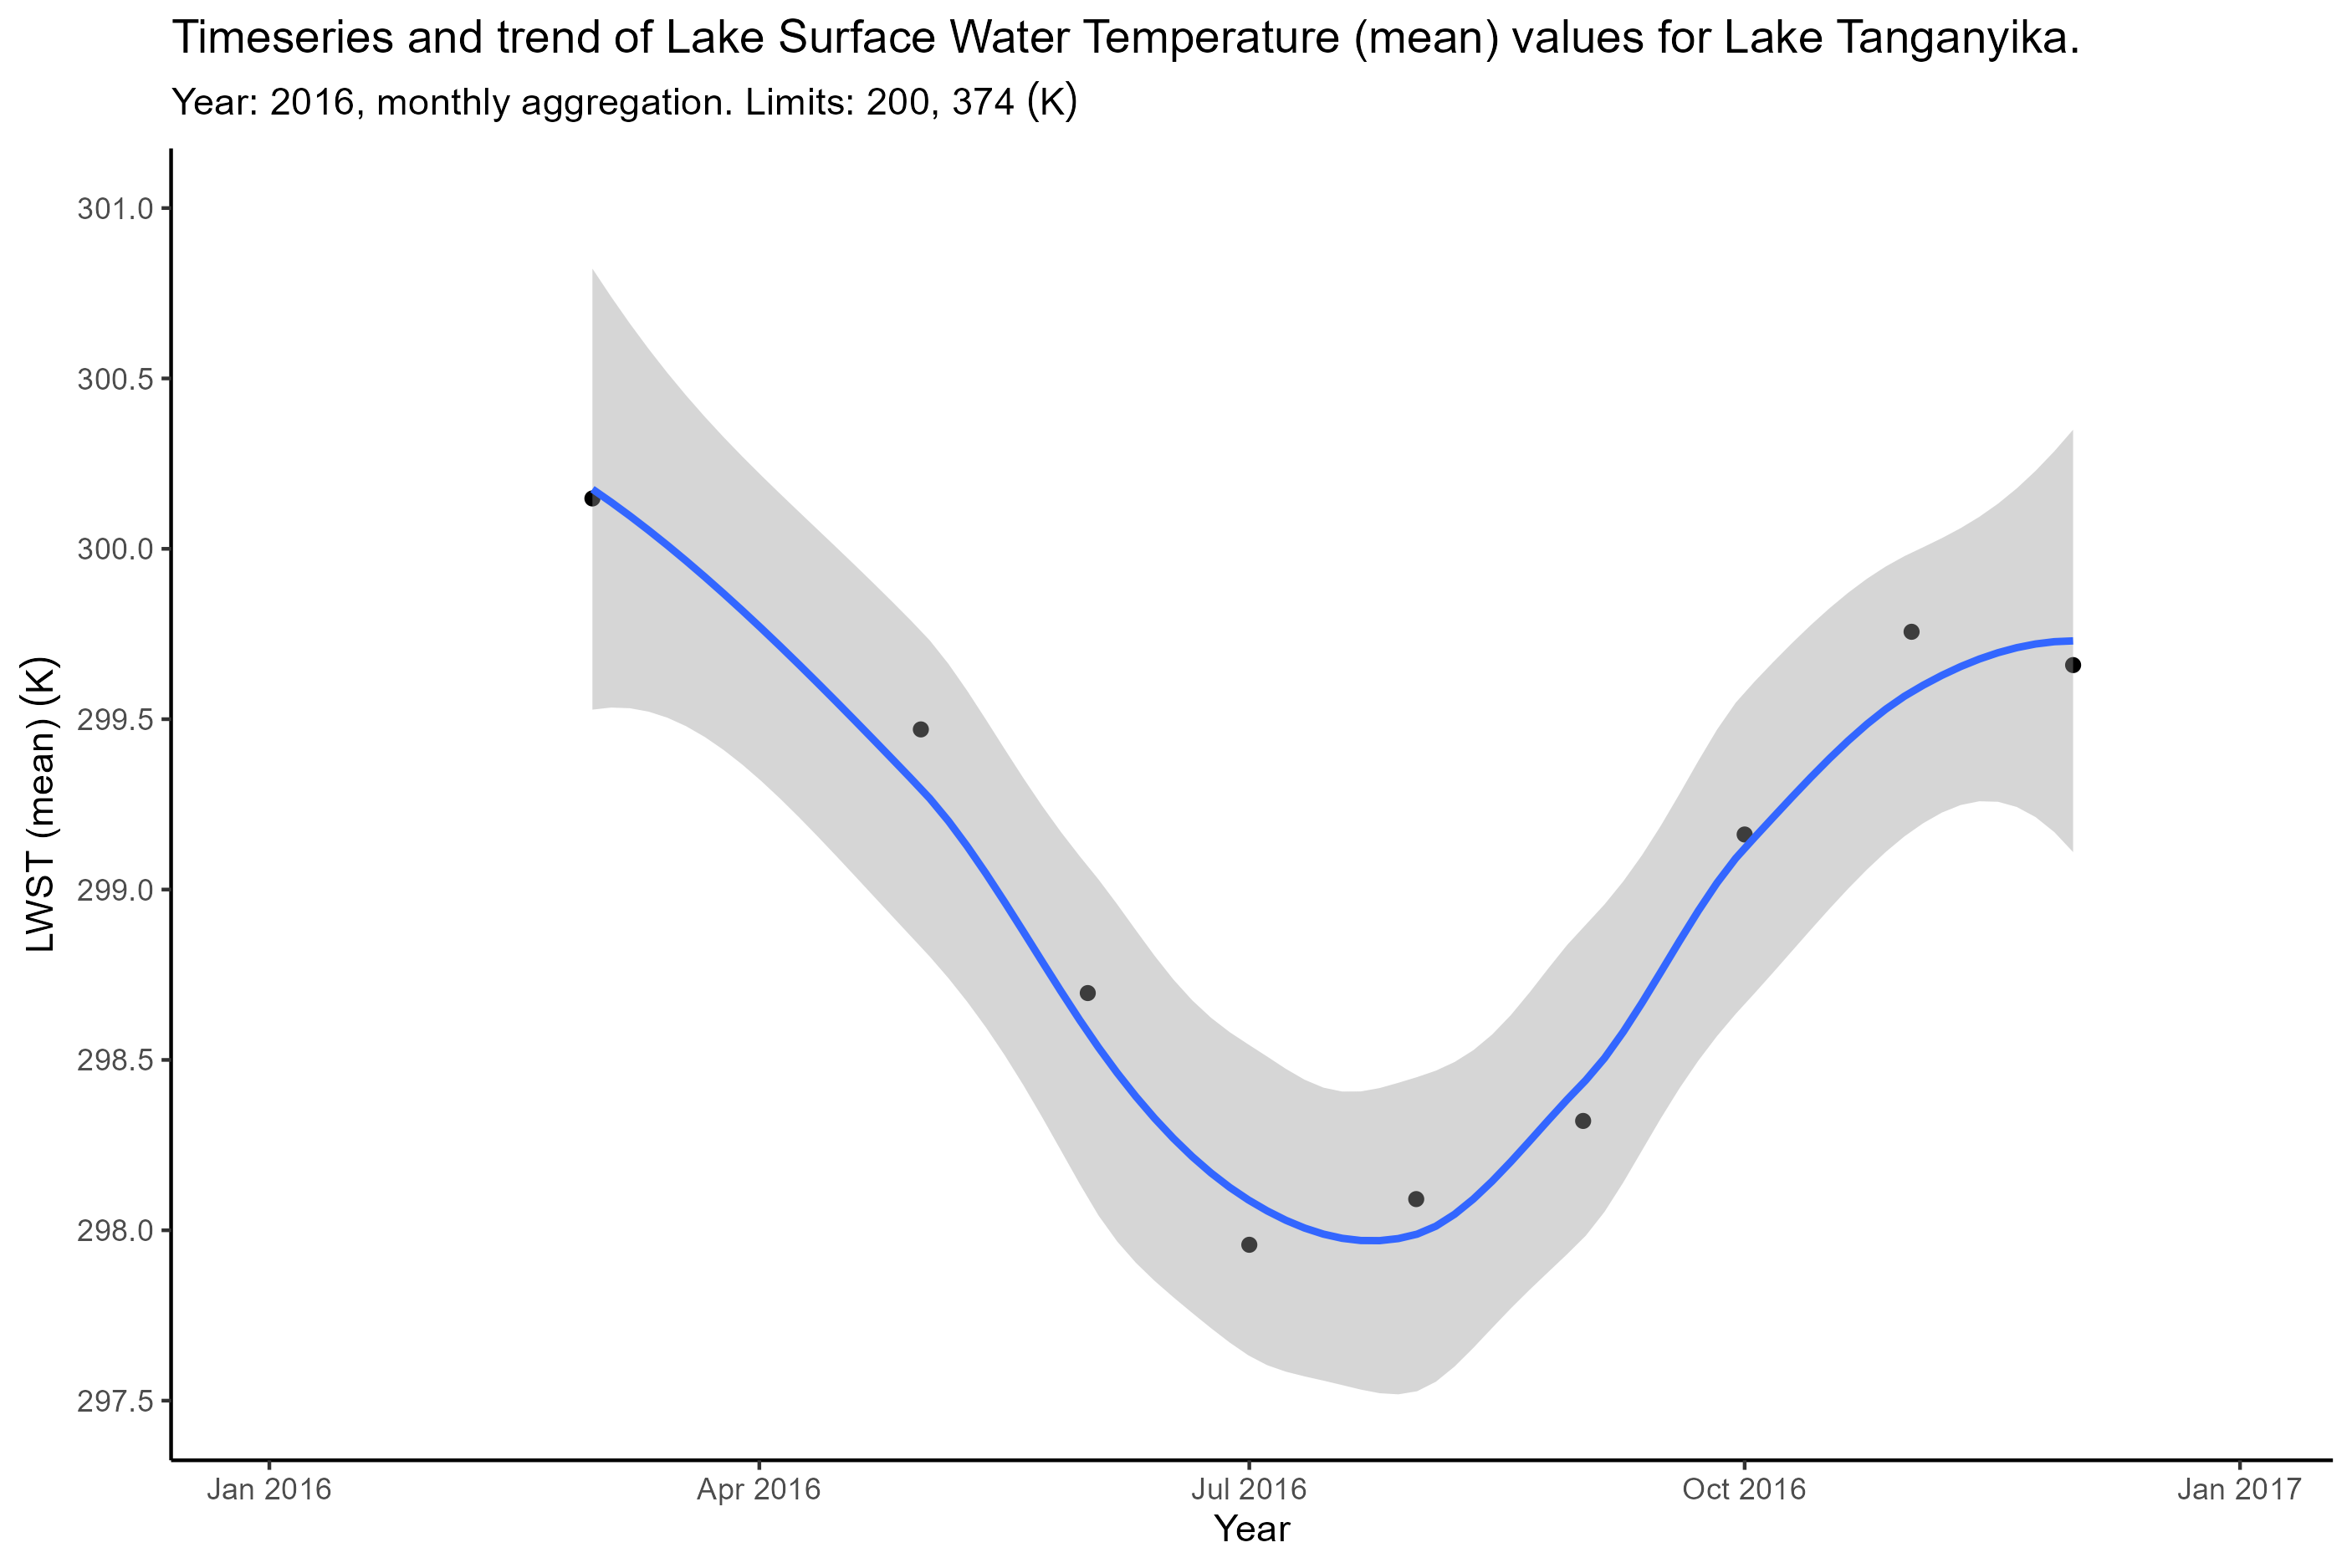 Timeseries and trend of Lake Surface Water Temperature (mean) values for Lake Tanganyika.
Year: 2016, monthly aggregation. Limits: 200, 374 (K)
LWST (mean) (K)
301.0
300.5
300.0
299.5
299.0
298.5
298.0
297.5
Jan 2016
Apr 2016
Jul 2016
Oct 2016
Jan 2017
Year